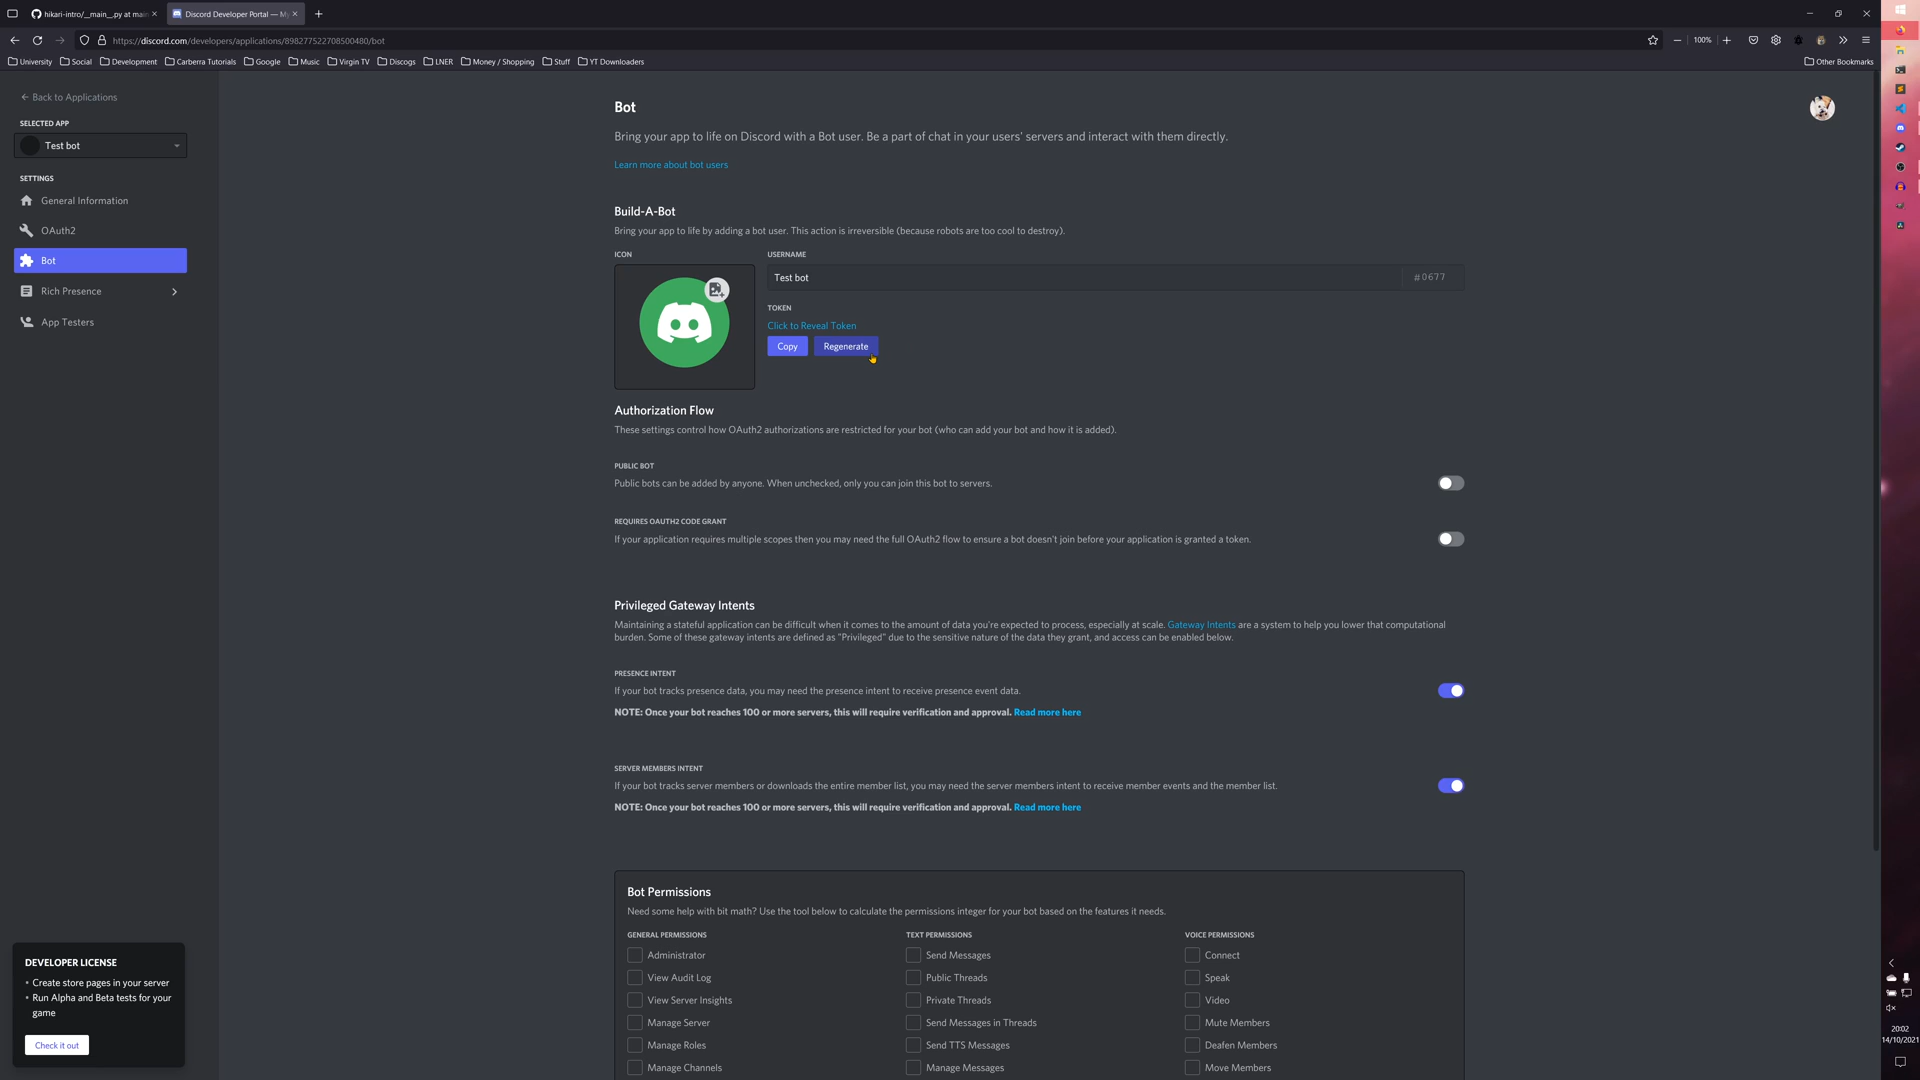 hikari-intro/__main__.py at mai
Discord Developer Portal — My
https://discord.com/developers/applications/898277522708500480/bot
100%
University
Social
Development
Carberra Tutorials
Google
Music
Virgin TV
Discogs
LNER
Money / Shopping
Stuff
YT Downloaders
Other Bookmarks
← Back to Applications
SELECTED APP
Test bot
SETTINGS
General Information
OAuth2
Bot
Rich Presence
App Testers
Bot
Bring your app to life on Discord with a Bot user. Be a part of chat in your users' servers and interact with them directly.
Learn more about bot users
Build-A-Bot
Bring your app to life by adding a bot user. This action is irreversible (because robots are too cool to destroy).
ICON
USERNAME
Test bot
#0677
TOKEN
Click to Reveal Token
Copy
Regenerate
Authorization Flow
These settings control how OAuth2 authorizations are restricted for your bot (who can add your bot and how it is added).
PUBLIC BOT
Public bots can be added by anyone. When unchecked, only you can join this bot to servers.
REQUIRES OAUTH2 CODE GRANT
If your application requires multiple scopes then you may need the full OAuth2 flow to ensure a bot doesn't join before your application is granted a token.
Privileged Gateway Intents
Maintaining a stateful application can be difficult when it comes to the amount of data you're expected to process, especially at scale. Gateway Intents are a system to help you lower that computational
burden. Some of these gateway intents are defined as "Privileged" due to the sensitive nature of the data they grant, and access can be enabled below.
PRESENCE INTENT
If your bot tracks presence data, you may need the presence intent to receive presence event data.
NOTE: Once your bot reaches 100 or more servers, this will require verification and approval. Read more here
SERVER MEMBERS INTENT
If your bot tracks server members or downloads the entire member list, you may need the server members intent to receive member events and the member list.
NOTE: Once your bot reaches 100 or more servers, this will require verification and approval. Read more here
Bot Permissions
Need some help with bit math? Use the tool below to calculate the permissions integer for your bot based on the features it needs.
GENERAL PERMISSIONS
Administrator
View Audit Log
View Server Insights
Manage Server
Manage Roles
Manage Channels
TEXT PERMISSIONS
Send Messages
Public Threads
Private Threads
Send Messages in Threads
Send TTS Messages
Manage Messages
VOICE PERMISSIONS
Connect
Speak
Video
Mute Members
Deafen Members
Move Members
DEVELOPER LICENSE
• Create store pages in your server
• Run Alpha and Beta tests for your
game
Check it out
20:02
14/10/2021